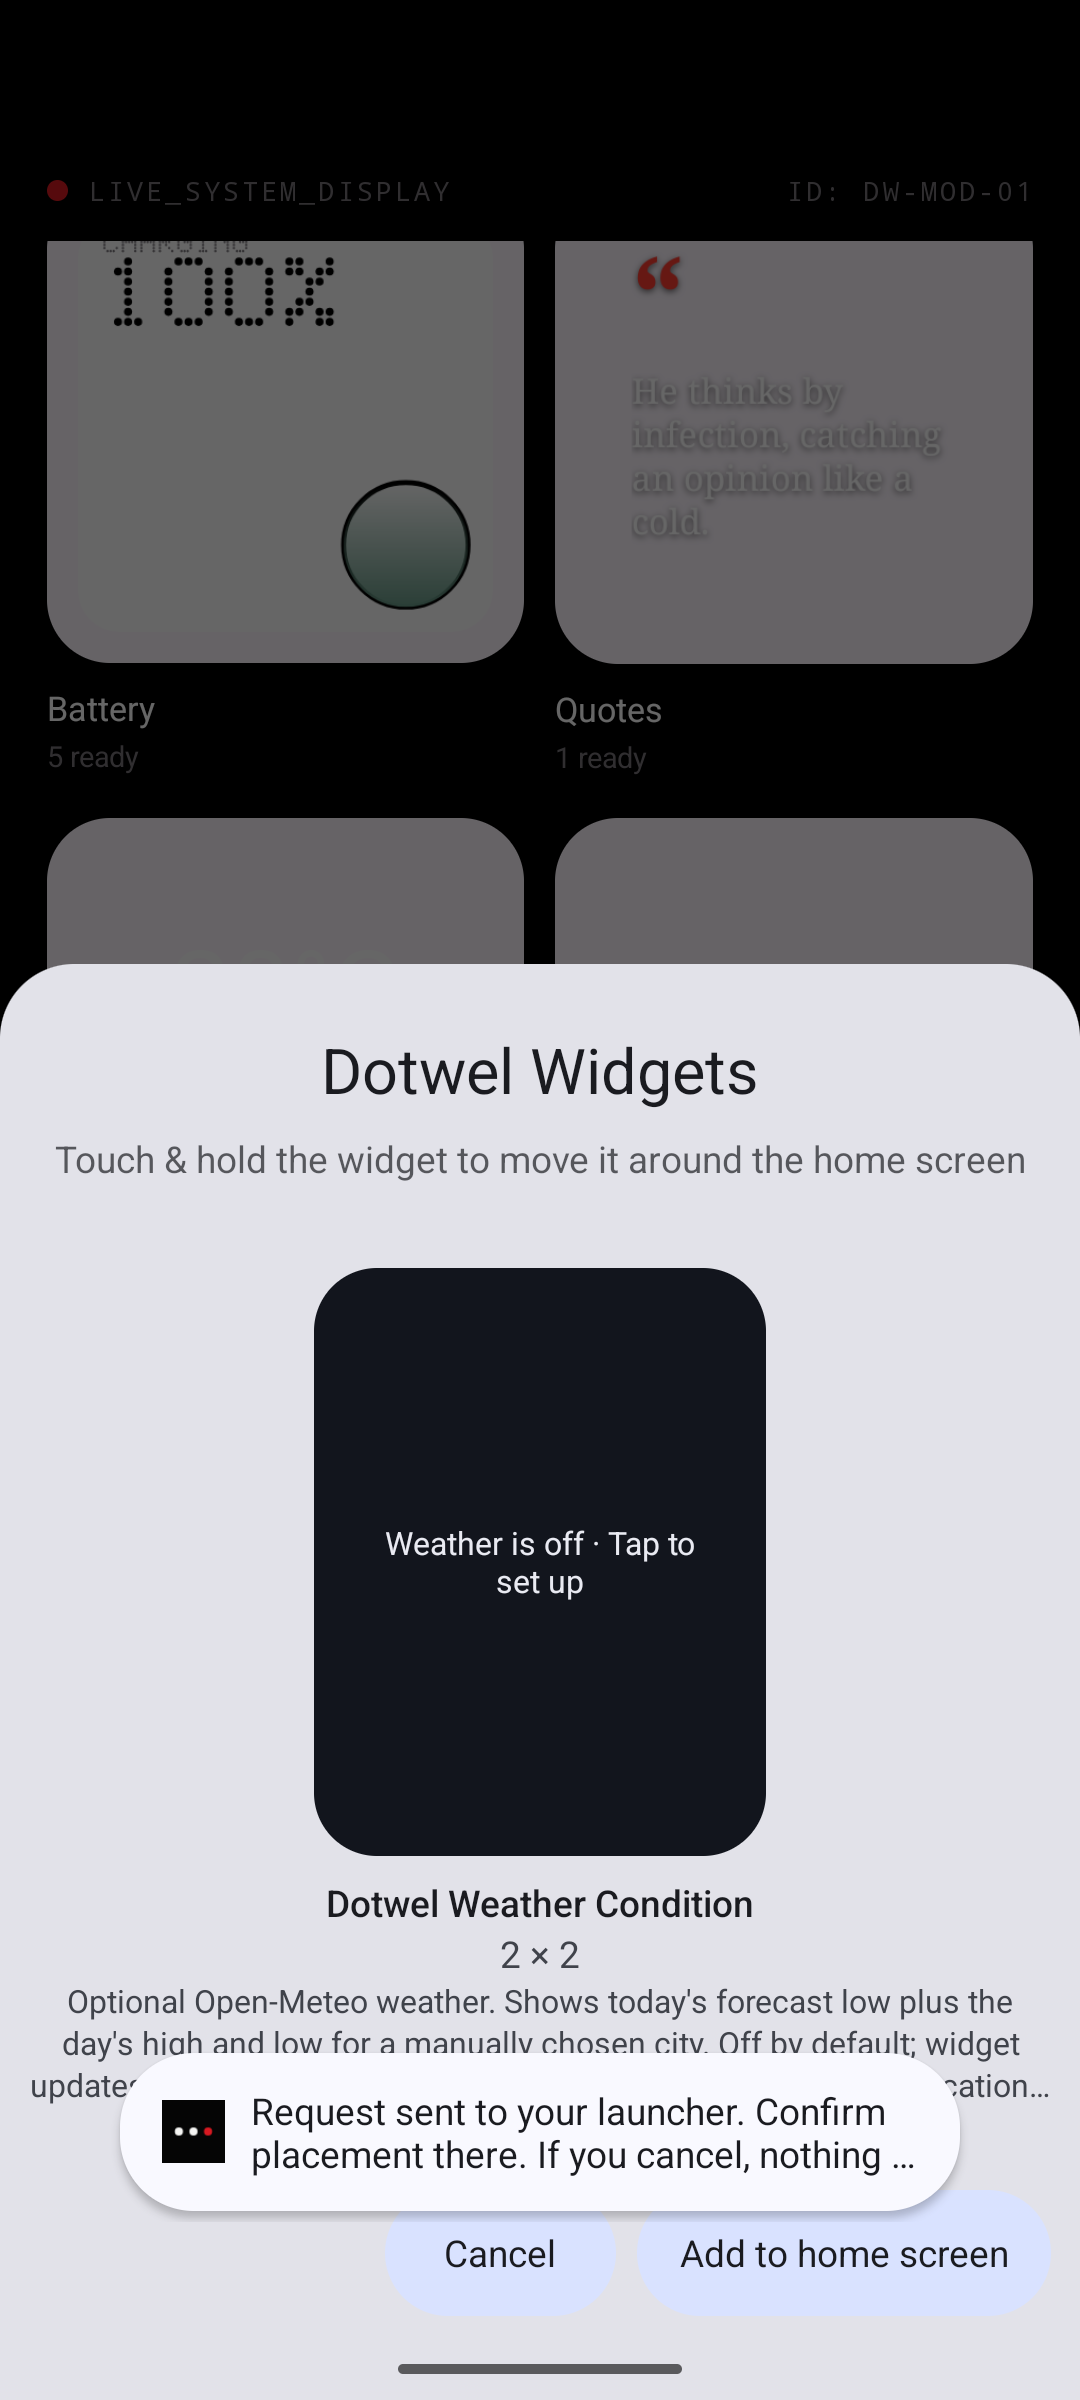 LIVE_SYSTEM_DISPLAY
ID: DW-MOD-01
CHARGING
100%
“
He thinks by
infection, catching
an opinion like a
cold.
Battery
5 ready
Quotes
1 ready
Dotwel Widgets
Touch & hold the widget to move it around the home screen
Weather is off · Tap to
set up
Dotwel Weather Condition
2 × 2
Optional Open-Meteo weather. Shows today's forecast low plus the
day's high and low for a manually chosen city. Off by default; widget
Request sent to your launcher. Confirm
placement there. If you cancel, nothing …
Cancel
Add to home screen